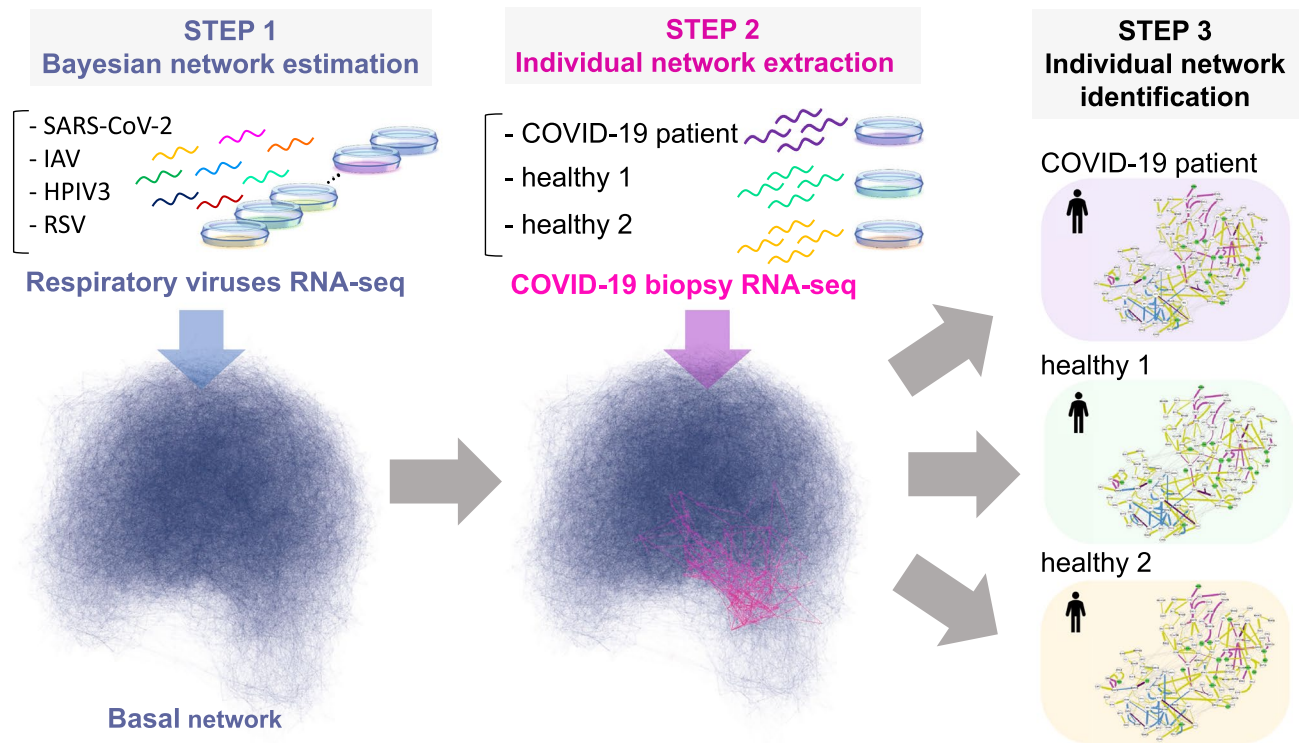 STEP 1
Bayesian network estimation
- SARS-CoV-2
- IAV
- HPIV3
- RSV
Respiratory viruses RNA-seq
Basal network
STEP 2
Individual network extraction
- COVID-19 patient
- healthy 1
- healthy 2
COVID-19 biopsy RNA-seq
STEP 3
Individual network
identification
COVID-19 patient
healthy 1
healthy 2